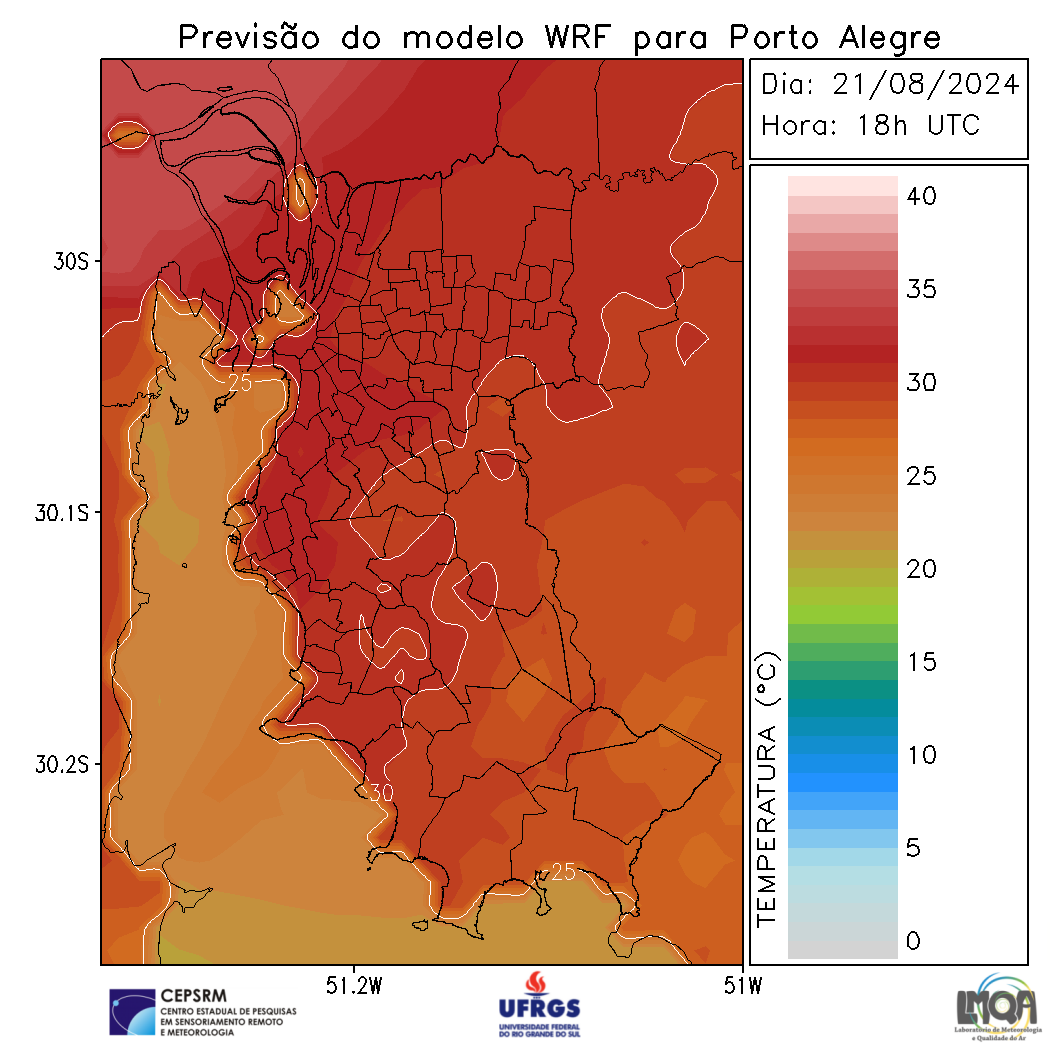 Previsão do modelo WRF para Porto Alegre
Dia: 21/08/2024
Hora: 18h UTC
30S
30.1S
30.2S
51.2W
51W
25
30
25
TEMPERATURA (°C)
40
35
30
25
20
15
10
5
0
CEPSRM
CENTRO ESTADUAL DE PESQUISAS
EM SENSORIAMENTO REMOTO
E METEOROLOGIA
UFRGS
UNIVERSIDADE FEDERAL
DO RIO GRANDE DO SUL
LMQA
Laboratório de Meteorologia
e Qualidade do Ar